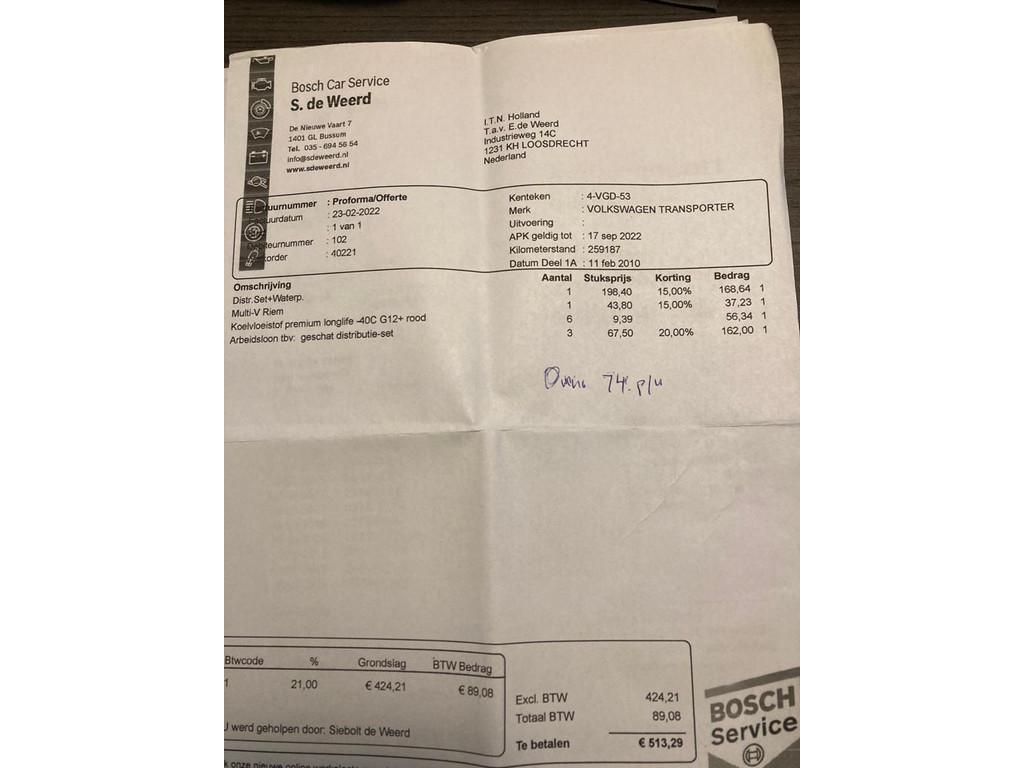 Bosch Car Service
S. de Weerd
De Nieuwe Vaart 7
1401 GL Bussum
Tel. 035 - 694 56 54
info@sdeweerd.nl
www.sdeweerd.nl
I.T.N. Holland
T.a.v. E.de Weerd
Industrieweg 14C
1231 KH LOOSDRECHT
Nederland
uurnummer : Proforma/Offerte
uurdatum : 23-02-2022
: 1 van 1
teurnummer : 102
order : 40221
Kenteken : 4-VGD-53
Merk : VOLKSWAGEN TRANSPORTER
Uitvoering :
APK geldig tot : 17 sep 2022
Kilometerstand : 259187
Datum Deel 1A : 11 feb 2010
Omschrijving Aantal Stuksprijs Korting Bedrag
Distr.Set+Waterp. 1 198,40 15,00% 168,64 1
Multi-V Riem 1 43,80 15,00% 37,23 1
Koelvloeistof premium longlife -40C G12+ rood 6 9,39 56,34 1
Arbeidsloon tbv: geschat distributie-set 3 67,50 20,00% 162,00 1
74 p/u
Btwcode % Grondslag BTW Bedrag
1 21,00 € 424,21 € 89,08
U werd geholpen door: Siebolt de Weerd
Excl. BTW 424,21
Totaal BTW 89,08
Te betalen € 513,29
BOSCH
Service
k onze nieuwe online